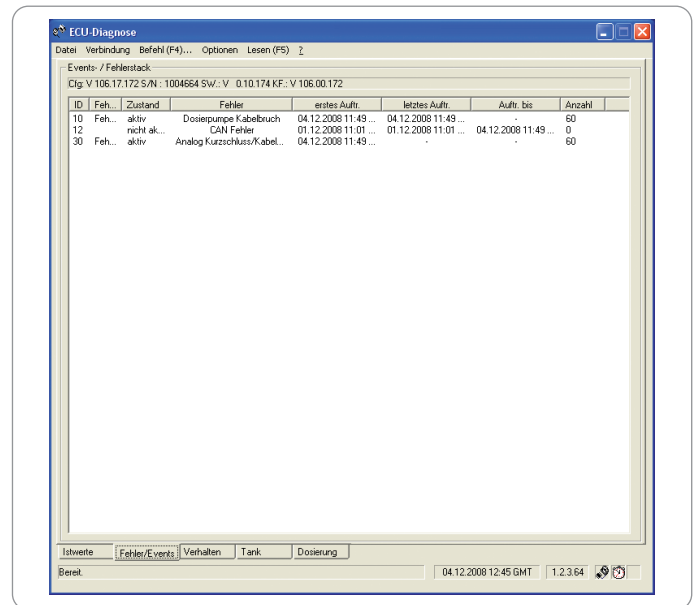 ECU-Diagnose
Datei Verbindung Befehl (F4)... Optionen Lesen (F5) ?
Events- / Fehlerstack
Cfg: V 106.17.172 S/N : 1004664 SW.: V 0.10.174 KF.: V 106.00.172
ID Feh... Zustand Fehler erstes Auftr. letztes Auftr. Auftr. bis Anzahl
10 Feh... aktiv Dosierpumpe Kabelbruch 04.12.2008 11:49 ... 04.12.2008 11:49 ... - 60
12 nicht ak... CAN Fehler 01.12.2008 11:01 ... 01.12.2008 11:01 ... 04.12.2008 11:49 ... 0
30 Feh... aktiv Analog Kurzschluss/Kabel... 04.12.2008 11:49 ... - - 60
Istwerte Fehler/Events Verhalten Tank Dosierung
Bereit. 04.12.2008 12:45 GMT 1.2.3.64